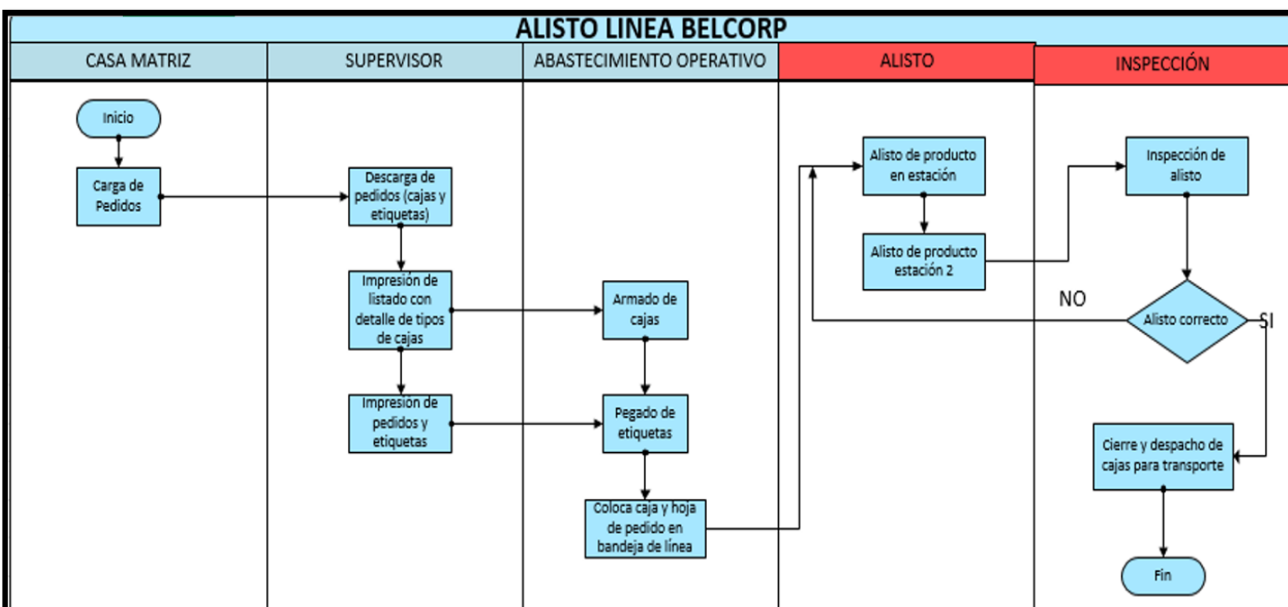 ALISTO LINEA BELCORP
CASA MATRIZ
SUPERVISOR
ABASTECIMIENTO OPERATIVO
ALISTO
INSPECCIÓN
Inicio
Carga de
Pedidos
Descarga de
pedidos (cajas y
etiquetas)
Impresión de
listado con
detalle de tipos
de cajas
Impresión de
pedidos y
etiquetas
Armado de
cajas
Pegado de
etiquetas
Coloca caja y hoja
de pedido en
bandeja de línea
Alisto de producto
en estación
Alisto de producto
estación 2
Inspección de
alisto
Alisto correcto
NO
SI
Cierre y despacho de
cajas para transporte
Fin